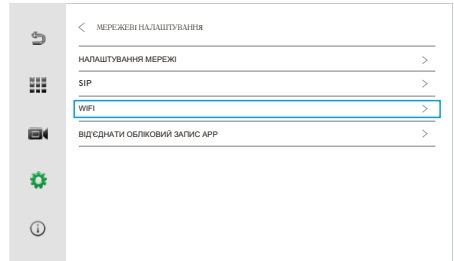 МЕРЕЖЕВІ НАЛАШТУВАННЯ
НАЛАШТУВАННЯ МЕРЕЖІ
SIP
WIFI
ВІД'ЄДНАТИ ОБЛІКОВИЙ ЗАПИС APP